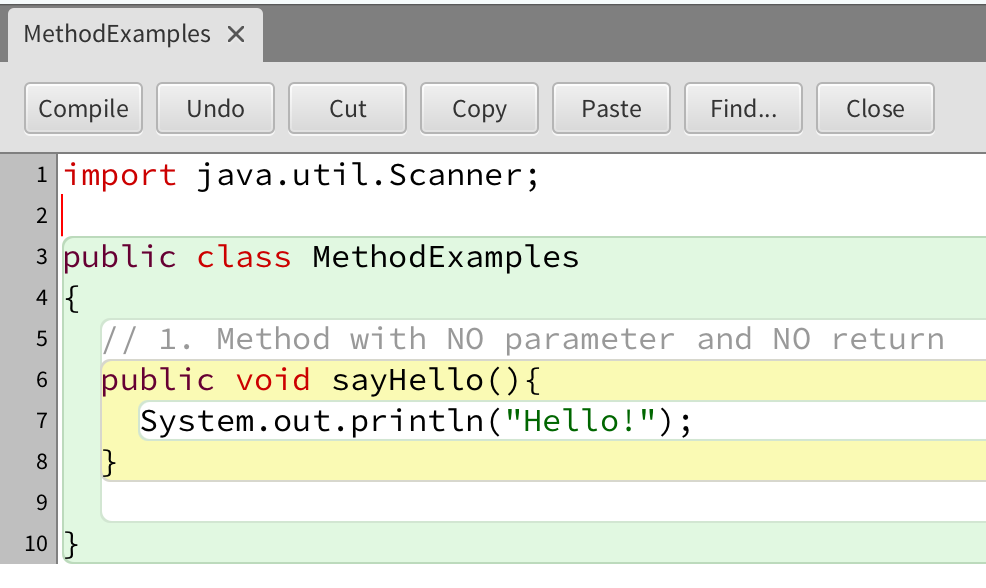 MethodExamples ×
Compile Undo Cut Copy Paste Find... Close
1 import java.util.Scanner;
2
3 public class MethodExamples
4 {
5 // 1. Method with NO parameter and NO return
6 public void sayHello(){
7 System.out.println("Hello!");
8 }
9
10 }